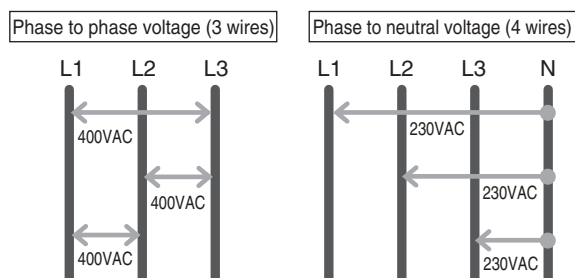 Phase to phase voltage (3 wires)
L1 L2 L3
400VAC
400VAC
400VAC
Phase to neutral voltage (4 wires)
L1 L2 L3 N
230VAC
230VAC
230VAC